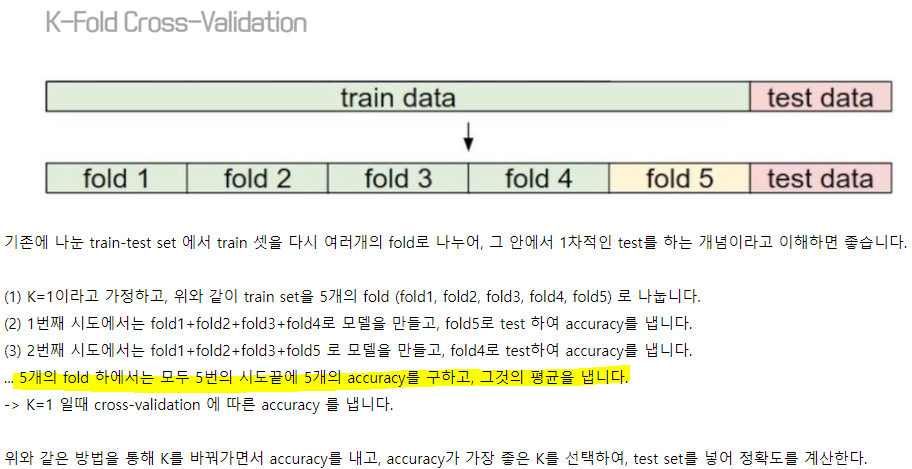 K-Fold Cross-Validation
train data test data
fold 1 fold 2 fold 3 fold 4 fold 5 test data
기존에 나눈 train-test set 에서 train 셋을 다시 여러개의 fold로 나누어, 그 안에서 1차적인 test를 하는 개념이라고 이해하면 좋습니다.
(1) K=1이라고 가정하고, 위와 같이 train set을 5개의 fold (fold1, fold2, fold3, fold4, fold5) 로 나눕니다.
(2) 1번째 시도에서는 fold1+fold2+fold3+fold4로 모델을 만들고, fold5로 test 하여 accuracy를 냅니다.
(3) 2번째 시도에서는 fold1+fold2+fold3+fold5 로 모델을 만들고, fold4로 test하여 accuracy를 냅니다.
... 5개의 fold 하에서는 모두 5번의 시도끝에 5개의 accuracy를 구하고, 그것의 평균을 냅니다.
-> K=1 일때 cross-validation 에 따른 accuracy 를 냅니다.
위와 같은 방법을 통해 K를 바꿔가면서 accuracy를 내고, accuracy가 가장 좋은 K를 선택하여, test set를 넣어 정확도를 계산한다.